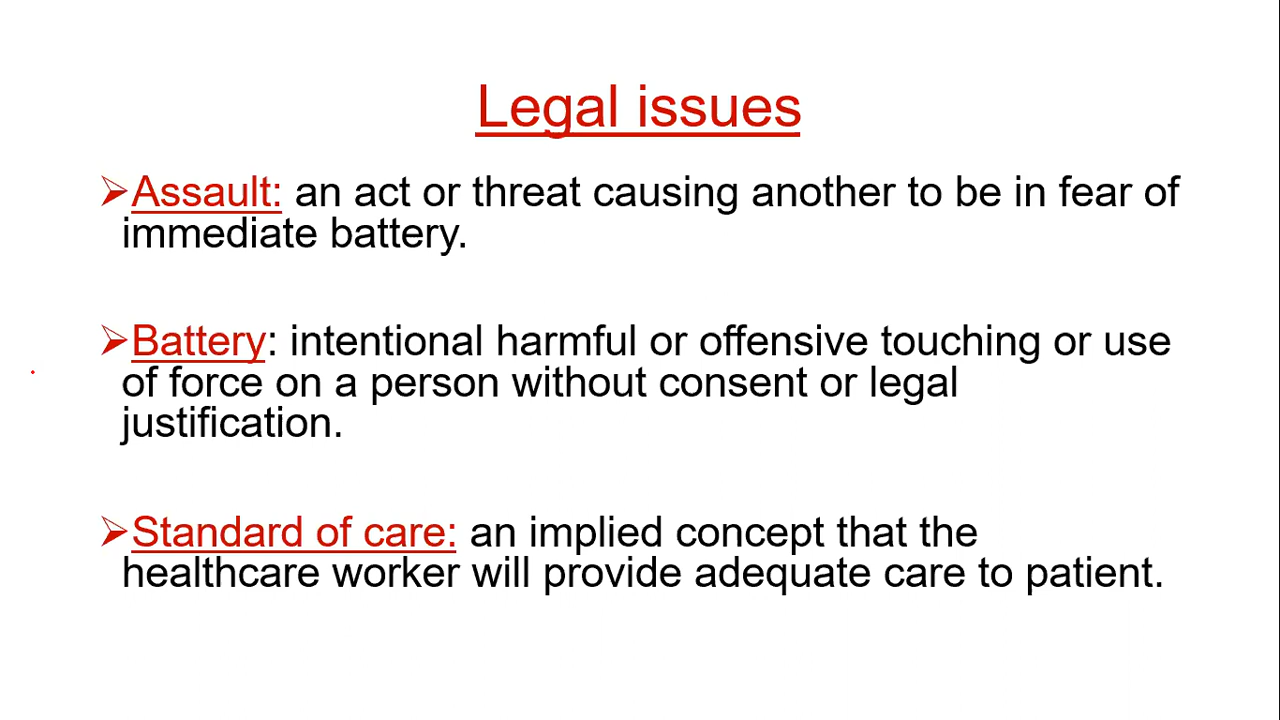 Legal issues
➢Assault: an act or threat causing another to be in fear of
immediate battery.
➢Battery: intentional harmful or offensive touching or use
of force on a person without consent or legal
justification.
➢Standard of care: an implied concept that the
healthcare worker will provide adequate care to patient.